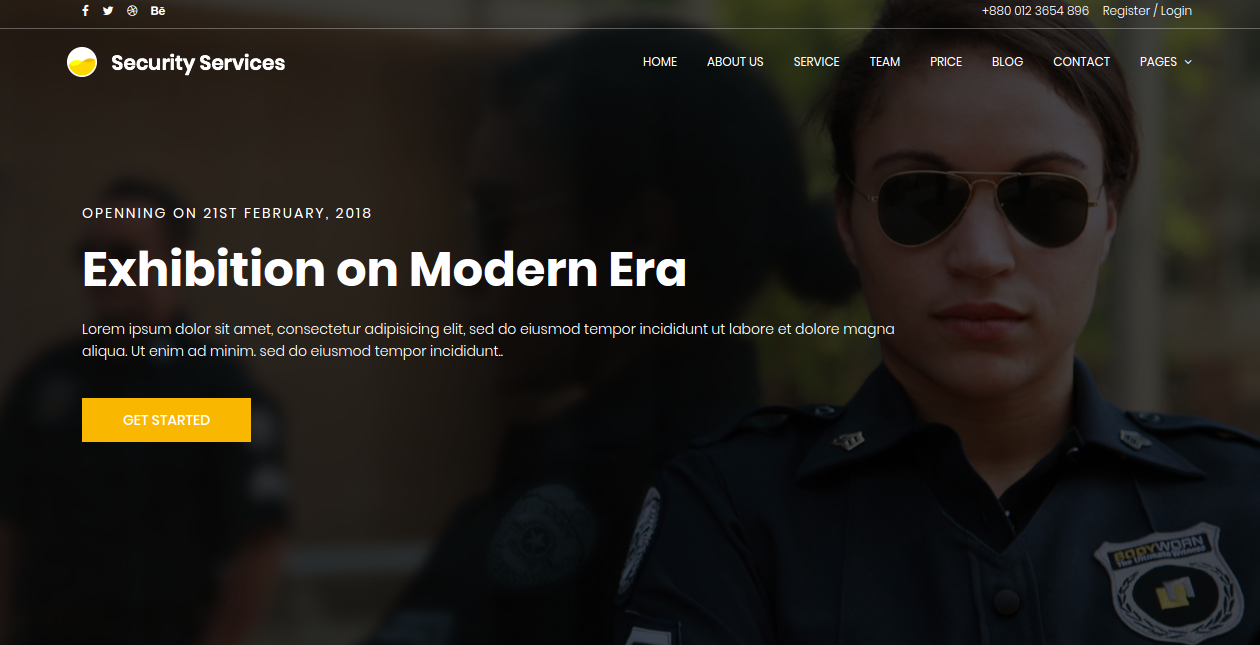 +880 012 3654 896 Register / Login
Security Services
HOME ABOUT US SERVICE TEAM PRICE BLOG CONTACT PAGES
OPENNING ON 21ST FEBRUARY, 2018
Exhibition on Modern Era
Lorem ipsum dolor sit amet, consectetur adipisicing elit, sed do eiusmod tempor incididunt ut labore et dolore magna
aliqua. Ut enim ad minim. sed do eiusmod tempor incididunt..
GET STARTED
BODYWORN
The Ultimate Witness